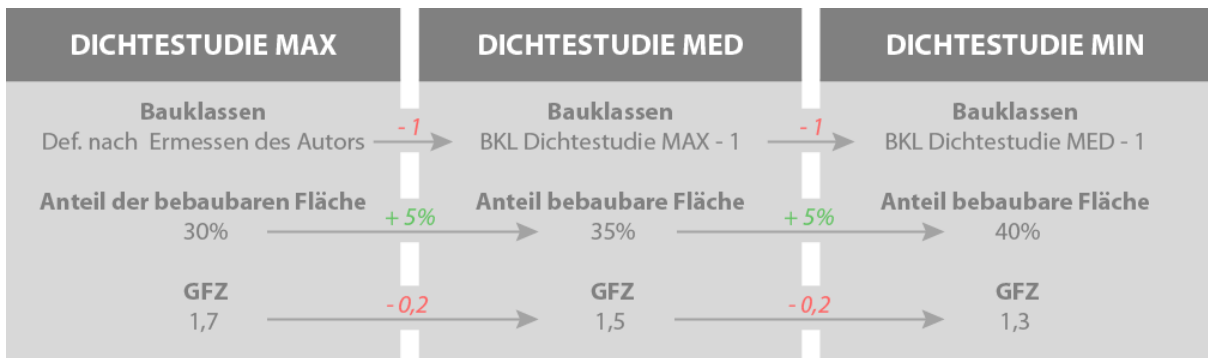 DICHTESTUDIE MAX
DICHTESTUDIE MED
DICHTESTUDIE MIN
Bauklassen
Def. nach Ermessen des Autors
- 1
Bauklassen
BKL Dichtestudie MAX - 1
- 1
Bauklassen
BKL Dichtestudie MED - 1
Anteil der bebaubaren Fläche
30%
+ 5%
Anteil bebaubare Fläche
35%
+ 5%
Anteil bebaubare Fläche
40%
GFZ
1,7
- 0,2
GFZ
1,5
- 0,2
GFZ
1,3